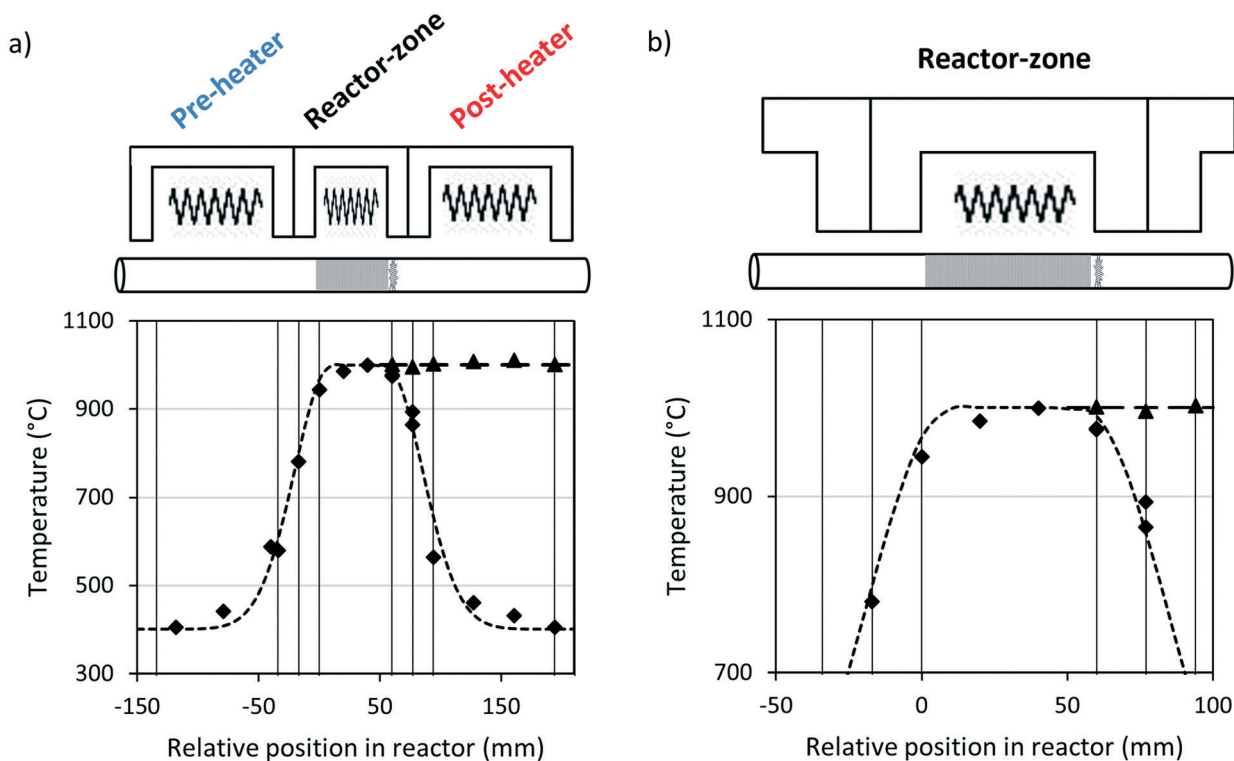 a)
Pre-heater
Reactor-zone
Post-heater
1100
900
700
500
300
-150
-50
50
150
Temperature (°C)
Relative position in reactor (mm)
b)
Reactor-zone
1100
900
700
-50
0
50
100
Temperature (°C)
Relative position in reactor (mm)